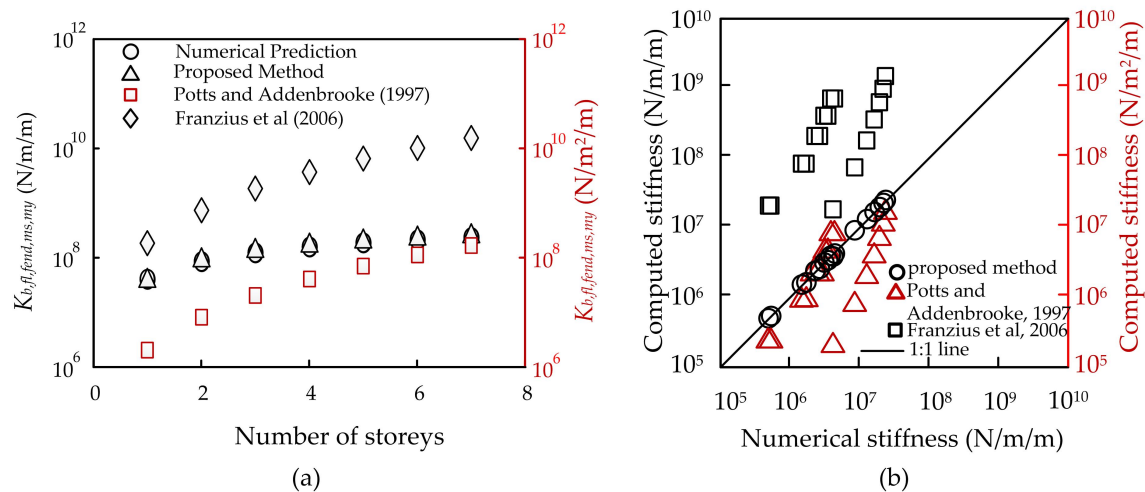 10^12
10^10
10^8
10^6
K_b,fl,fend,ms,my (N/m/m)
Numerical Prediction
Proposed Method
Potts and Addenbrooke (1997)
Franzius et al (2006)
10^12
10^10
10^8
10^6
K_b,fl,fend,ms,my (N/m²/m)
0 2 4 6 8
Number of storeys
(a)
10^10
10^9
10^8
10^7
10^6
10^5
Computed stiffness (N/m/m)
proposed method
Potts and
Addenbrooke, 1997
Franzius et al, 2006
1:1 line
10^10
10^9
10^8
10^7
10^6
10^5
Computed stiffness (N/m²/m)
10^5 10^6 10^7 10^8 10^9 10^10
Numerical stiffness (N/m/m)
(b)